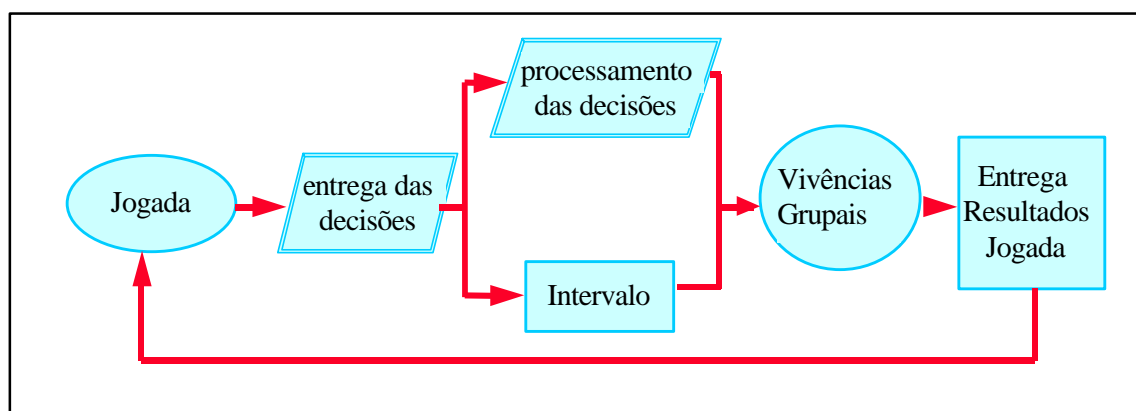 Jogada
entrega das
decisões
processamento
das decisões
Intervalo
Vivências
Grupais
Entrega
Resultados
Jogada